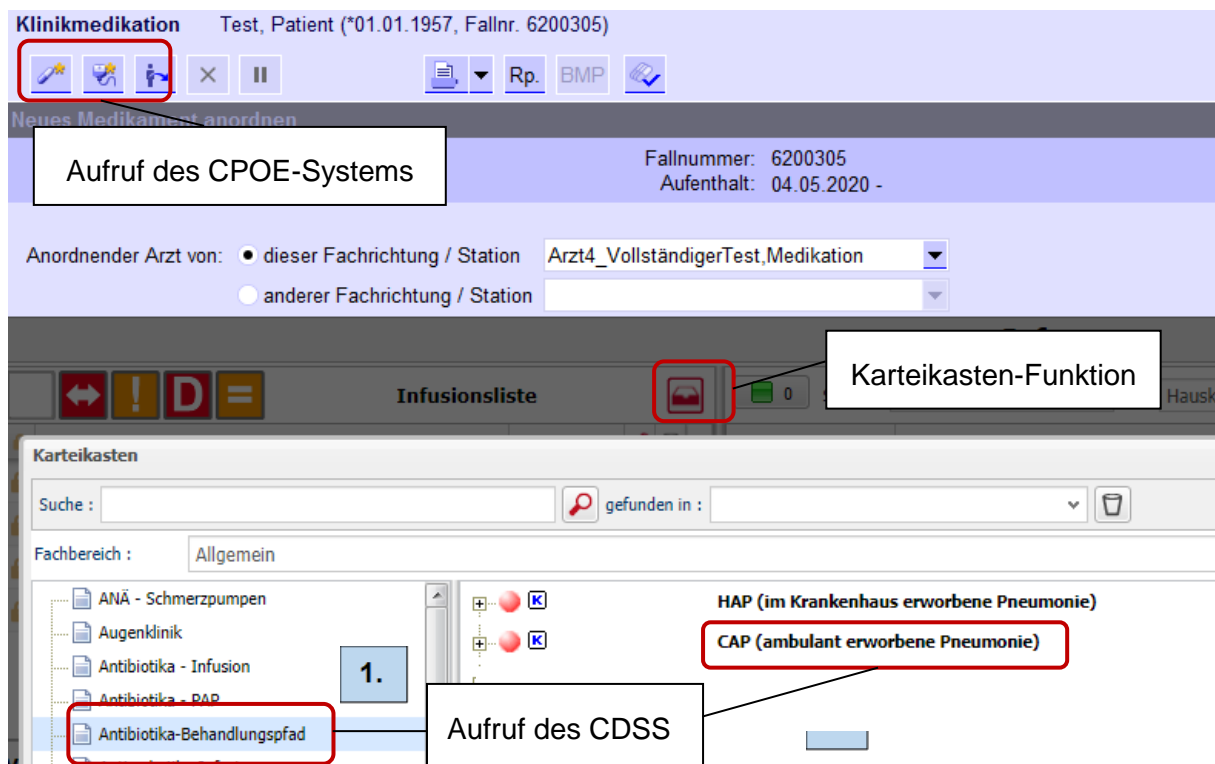 Klinikmedikation Test, Patient (*01.01.1957, Fallnr. 6200305)
Rp. BMP
Neues Medikament anordnen
Aufruf des CPOE-Systems
Fallnummer: 6200305
Aufenthalt: 04.05.2020 -
Anordnender Arzt von: dieser Fachrichtung / Station Arzt4_VollständigerTest,Medikation
anderer Fachrichtung / Station
Karteikasten-Funktion
! D = Infusionsliste 0
Karteikasten
Suche : gefunden in :
Fachbereich : Allgemein
ANÄ - Schmerzpumpen
Augenklinik
Antibiotika - Infusion
Antibiotika - PAP
Antibiotika-Behandlungspfad
1.
K HAP (im Krankenhaus erworbene Pneumonie)
K CAP (ambulant erworbene Pneumonie)
Aufruf des CDSS